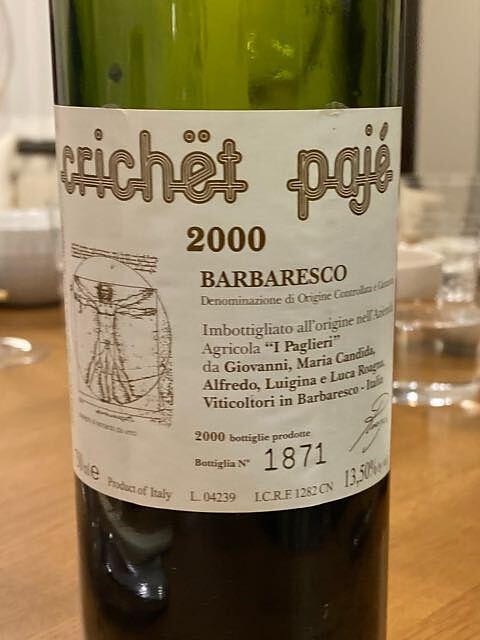 crichët pajé
2000
BARBARESCO
Denominazione di Origine Controllata e
Imbottigliato all'origine nell'
Agricola "I Paglieri"
da Giovanni, Maria Candida,
Alfredo, Luigina e Luca Roagna,
Viticoltori in Barbaresco - Italia
2000 bottiglie prodotte
Bottiglia N° 1871
Product of Italy L. 04239 I.C.R.F. 1282 CN 13,50%